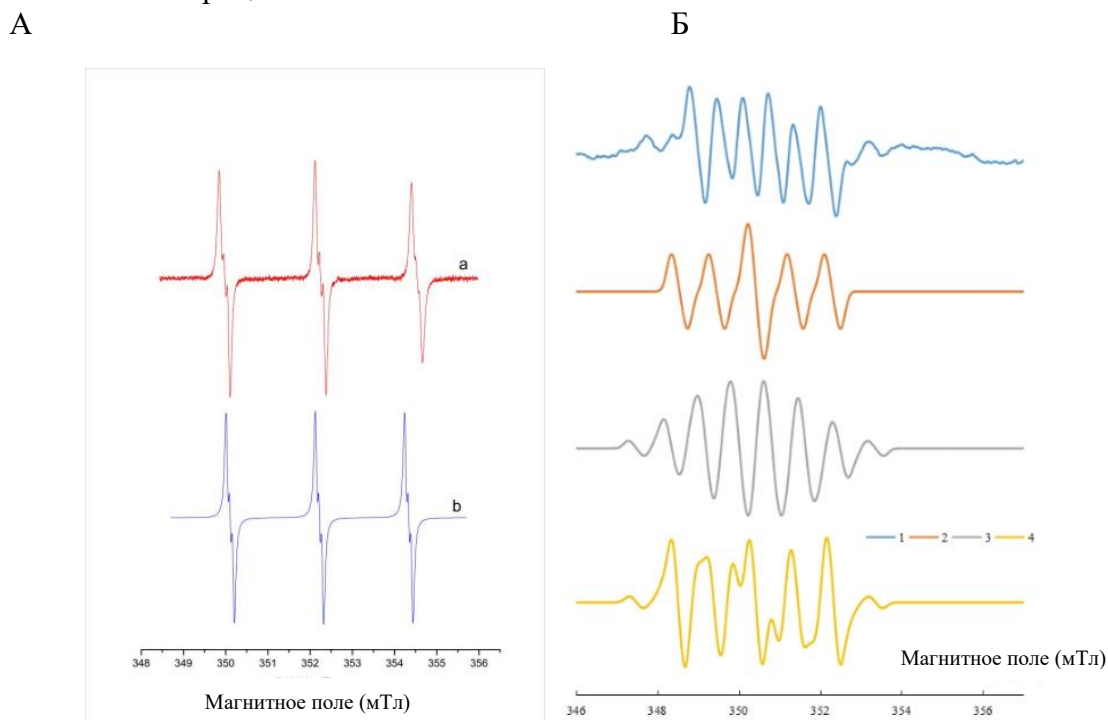 А
Б
a
b
348 349 350 351 352 353 354 355 356
Магнитное поле (мТл)
1 2 3 4
Магнитное поле (мТл)
346 348 350 352 354 356